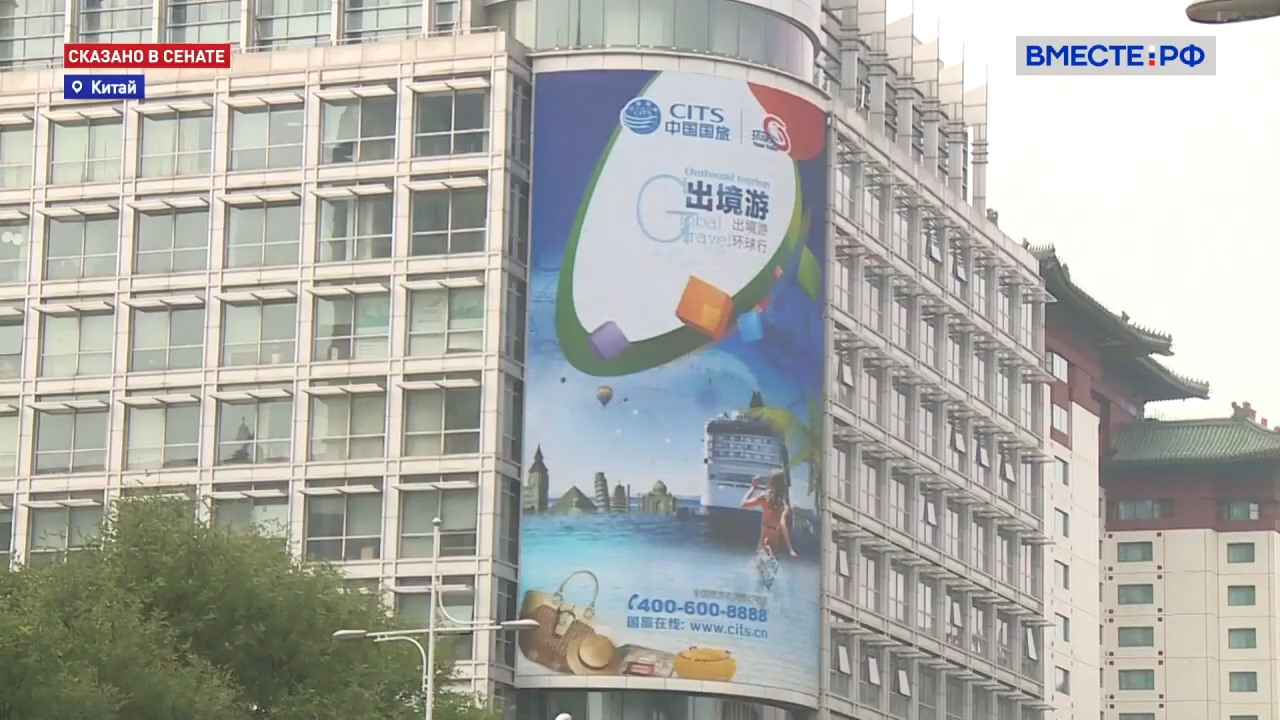 СКАЗАНО В СЕНАТЕ
Китай
ВМЕСТЕ:РФ
CITS
CITS
中国国旅
Outbound tourism
出境游
Global
出境游
Travel
环球行
400-600-8888
国旅在线: www.cits.cn